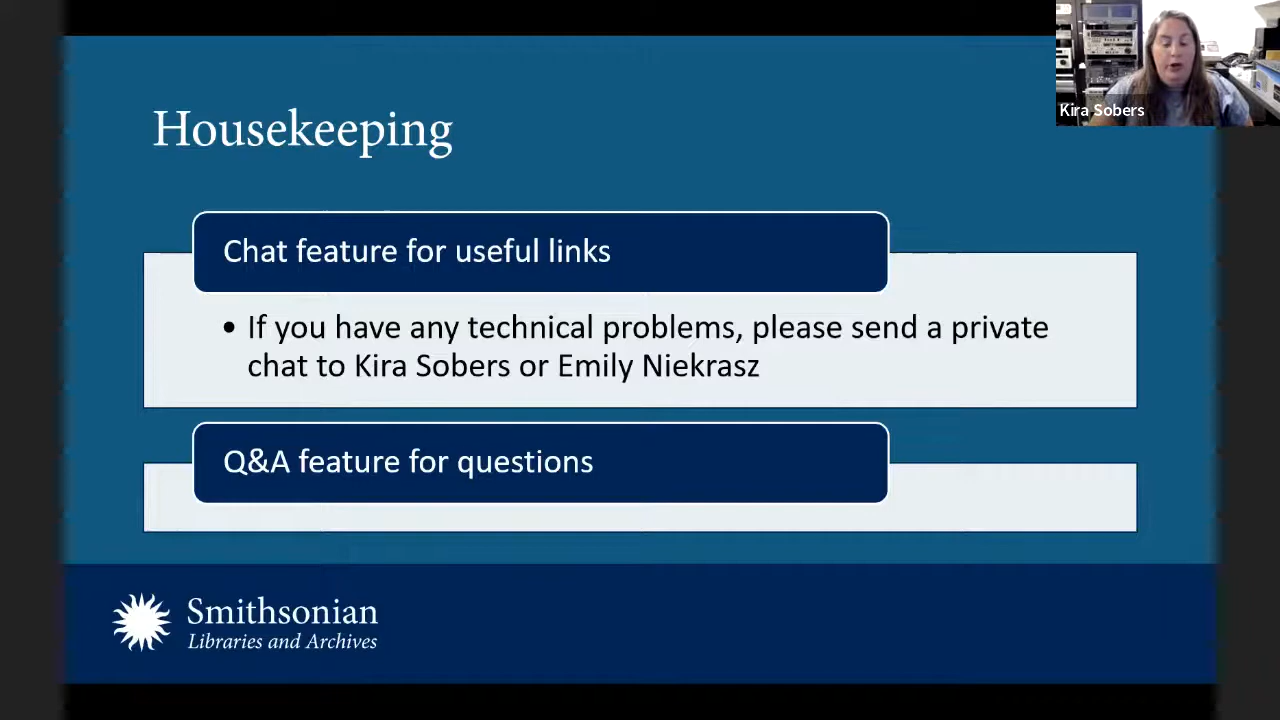 Housekeeping
Kira Sobers
Chat feature for useful links
• If you have any technical problems, please send a private
chat to Kira Sobers or Emily Niekrasz
Q&A feature for questions
Smithsonian
Libraries and Archives